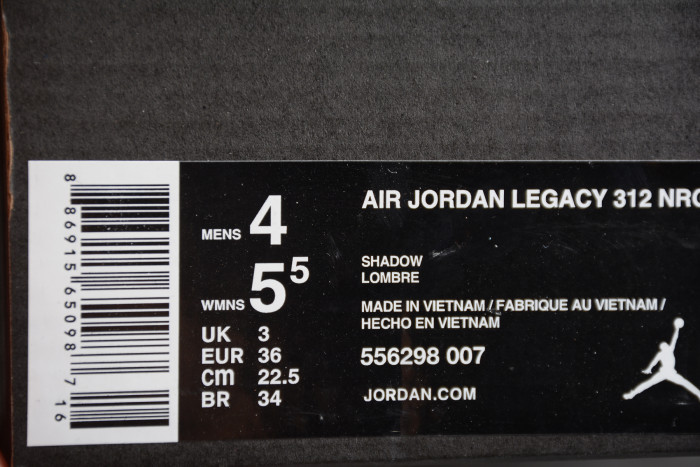 8 86915 65098 7 16
MENS 4
WMNS 5 5
UK 3
EUR 36
cm 22.5
BR 34
AIR JORDAN LEGACY 312 NRG
SHADOW
LOMBRE
MADE IN VIETNAM / FABRIQUE AU VIETNAM /
HECHO EN VIETNAM
556298 007
JORDAN.COM